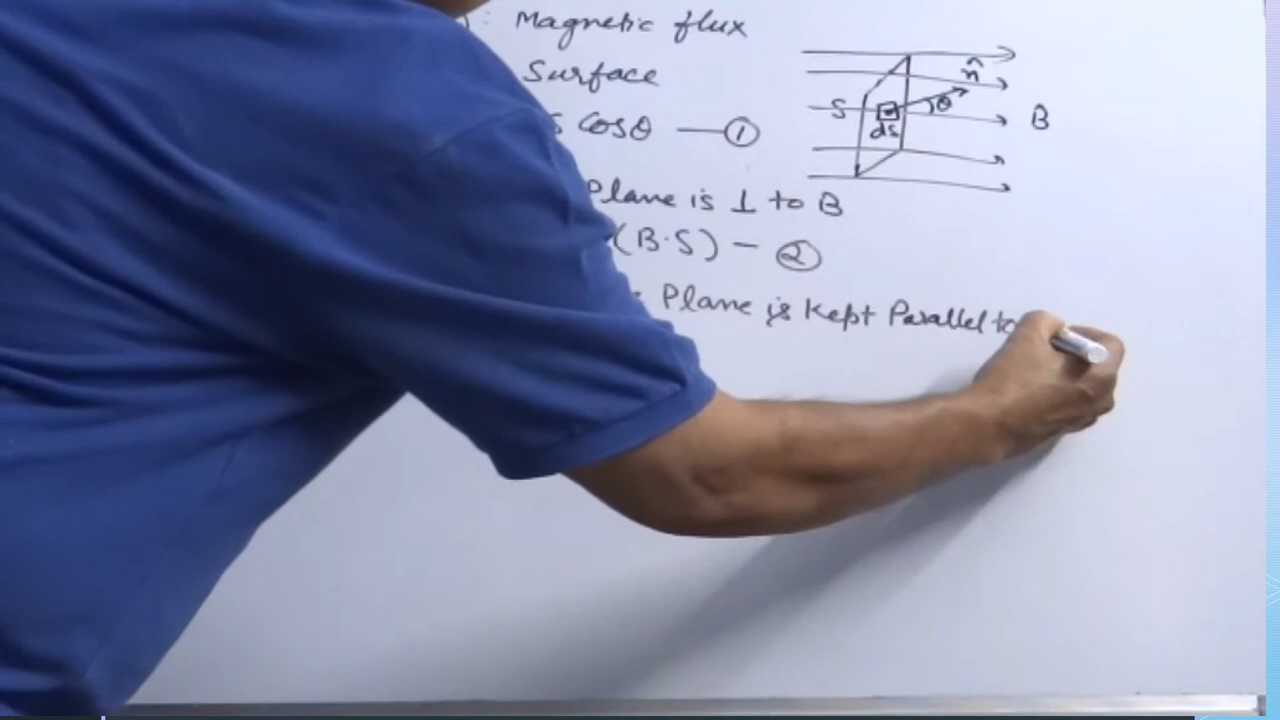 : Magnetic flux
Surface
S Cosθ — ①
Plane is ⊥ to B
(B·S) — ②
Plane is Kept Parallel to
n̂
θ
S
ds
B